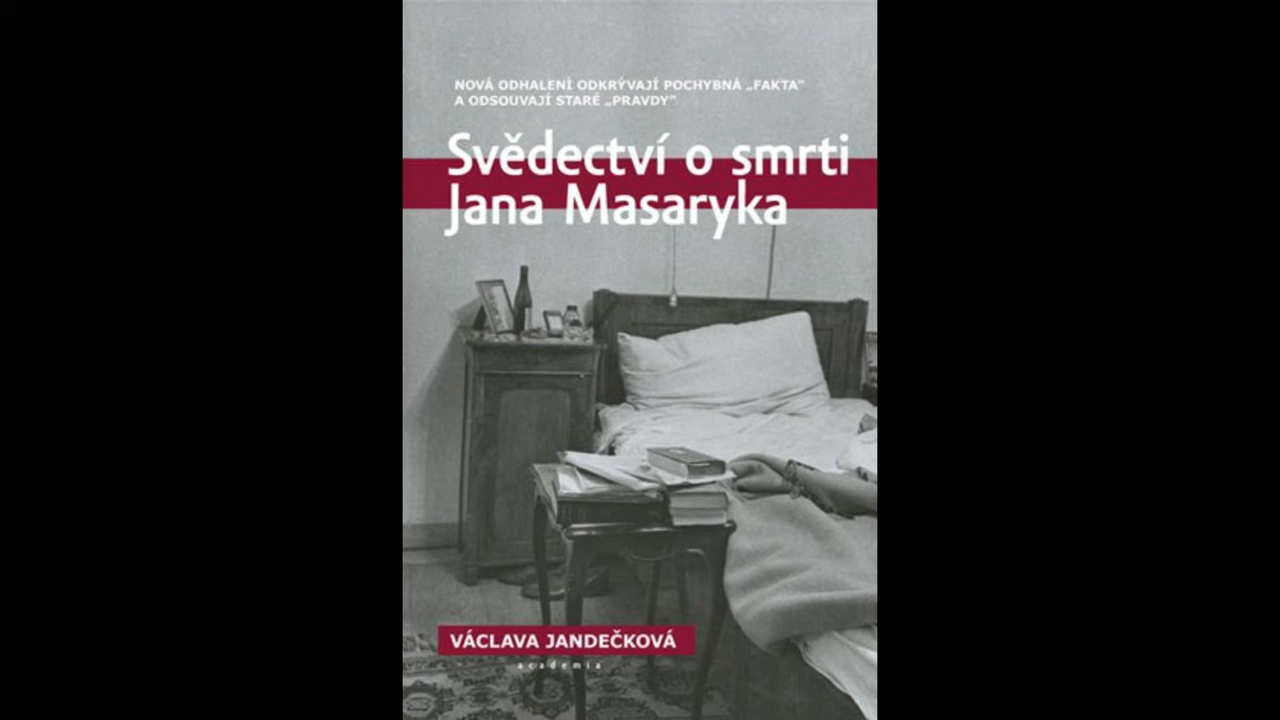 NOVÁ ODHALENÍ ODKRÝVAJÍ POCHYBNÁ „FAKTA"
A ODSOUVAJÍ STARÉ „PRAVDY"
Svědectví o smrti
Jana Masaryka
VÁCLAVA JANDEČKOVÁ
academia